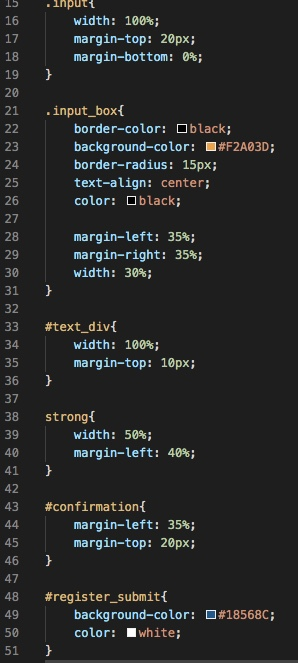 15 .input{
16 width: 100%;
17 margin-top: 20px;
18 margin-bottom: 0%;
19 }
20
21 .input_box{
22 border-color: black;
23 background-color: #F2A03D;
24 border-radius: 15px;
25 text-align: center;
26 color: black;
27
28 margin-left: 35%;
29 margin-right: 35%;
30 width: 30%;
31 }
32
33 #text_div{
34 width: 100%;
35 margin-top: 10px;
36 }
37
38 strong{
39 width: 50%;
40 margin-left: 40%;
41 }
42
43 #confirmation{
44 margin-left: 35%;
45 margin-top: 20px;
46 }
47
48 #register_submit{
49 background-color: #18568C;
50 color: white;
51 }